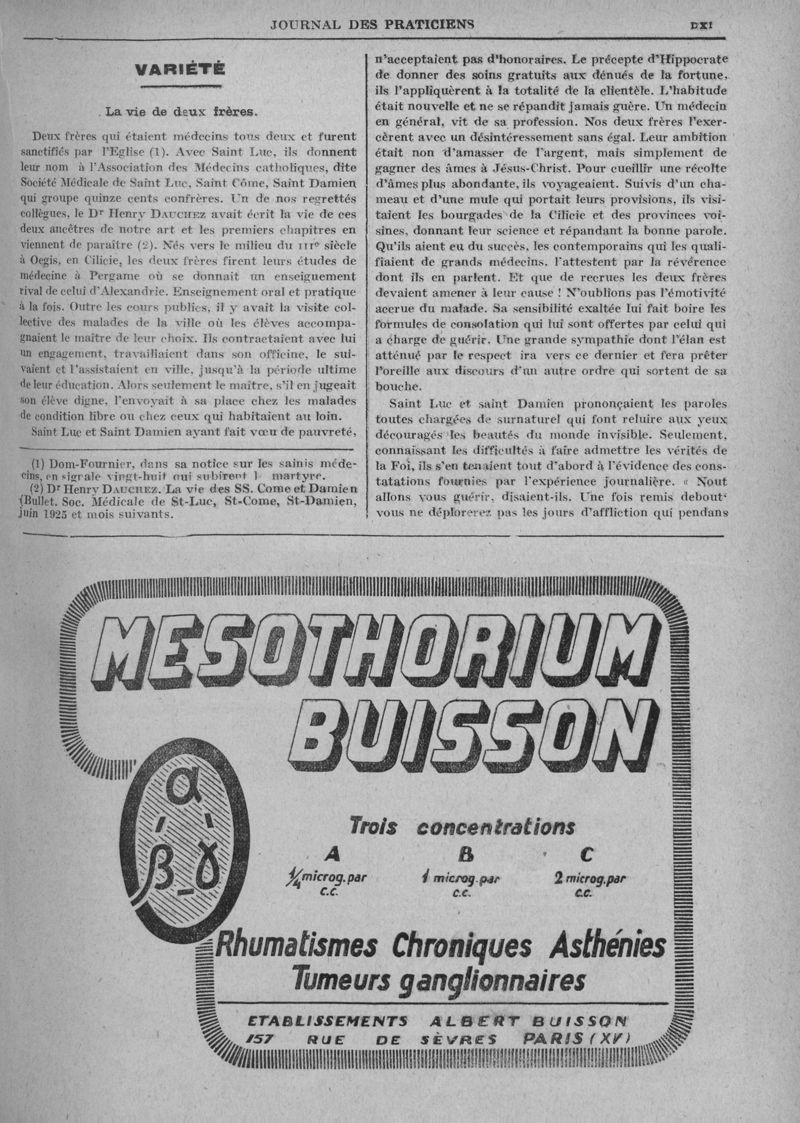 JOURNAL DES PRATICIENS
DXI
VARIÉTÉ
La vie de deux frères.
Deux frères qui étaient médecins tous deux et furent
sanctifiés par l'Eglise (1). Avec Saint Luc, ils donnent
leur nom à l'Association des Médecins catholiques, dite
Société Médicale de Saint Luc, Saint Côme, Saint Damien
qui groupe quinze cents confrères. Un de nos regrettés
collègues, le Dr Henry DAUCHEZ avait écrit la vie de ces
deux ancêtres de notre art et les premiers chapitres en
viennent de paraître (2). Nés vers le milieu du IIIe siècle
à Oegis, en Cilicie, les deux frères firent leurs études de
médecine à Pergame où se donnait un enseignement
rival de celui d'Alexandrie. Enseignement oral et pratique
à la fois. Outre les cours publics, il y avait la visite col-
lective des malades de la ville où les élèves accompa-
gnaient le maître de leur choix. Ils contractaient avec lui
un engagement, travaillaient dans son officine, le sui-
vaient et l'assistaient en ville, jusqu'à la période ultime
de leur éducation. Alors seulement le maître, s'il en jugeait
son élève digne, l'envoyait à sa place chez les malades
de condition libre ou chez ceux qui habitaient au loin.
Saint Luc et Saint Damien ayant fait vœu de pauvreté,
(1) Dom-Fournier, dans sa notice sur les saints méde-
cins, en signale vingt-huit qui subirent martyre.
(2) Dr Henry DAUCHEZ. La vie des SS. Come et Damien
(Bullet. Soc. Médicale de St-Luc, St-Come, St-Damien,
juin 1925 et mois suivants.
n'acceptaient pas d'honoraires. Le précepte d'Hippocrate
de donner des soins gratuits aux dénués de la fortune,
ils l'appliquèrent à la totalité de la clientèle. L'habitude
était nouvelle et ne se répandit jamais guère. Un médecin
en général, vit de sa profession. Nos deux frères l'exer-
cèrent avec un désintéressement sans égal. Leur ambition
était non d'amasser de l'argent, mais simplement de
gagner des âmes à Jésus-Christ. Pour cueillir une récolte
d'âmes plus abondante, ils voyageaient. Suivis d'un cha-
meau et d'une mule qui portait leurs provisions, ils visi-
taient les bourgades de la Cilicie et des provinces voi-
sines, donnant leur science et répandant la bonne parole.
Qu'ils aient eu du succès, les contemporains qui les quali-
fiaient de grands médecins, l'attestent par la révérence
dont ils en parlent. Et que de recrues les deux frères
devaient amener à leur cause ! N'oublions pas l'émotivité
accrue du malade. Sa sensibilité exaltée lui fait boire les
formules de consolation qui lui sont offertes par celui qui
a charge de guérir. Une grande sympathie dont l'élan est
atténué par le respect ira vers ce dernier et fera prêter
l'oreille aux discours d'un autre ordre qui sortent de sa
bouche.
Saint Luc et saint Damien prononçaient les paroles
toutes chargées de surnaturel qui font reluire aux yeux
découragés les beautés du monde invisible. Seulement,
connaissant les difficultés à faire admettre les vérités de
la Foi, ils s'en tenaient tout d'abord à l'évidence des cons-
tatations fournies par l'expérience journalière. « Nout
allons vous guérir, disaient-ils. Une fois remis debout
vous ne déplorerez pas les jours d'affliction qui pendans
MESOTHORIUM
BUISSON
α
β - γ
Trois concentrations
A B C
1/4 microg. par 1 microg. par 2 microg. par
c.c. c.c. c.c.
Rhumatismes Chroniques Asthénies
Tumeurs ganglionnaires
ETABLISSEMENTS ALBERT BUISSON
157 RUE DE SÈVRES PARIS (XV)